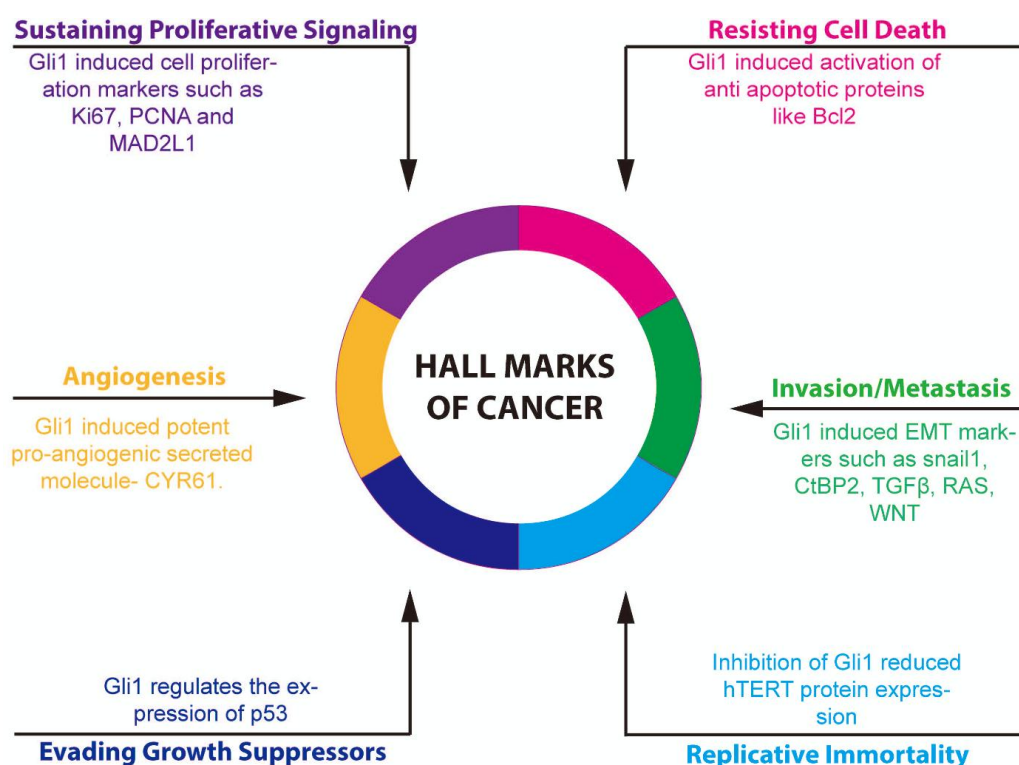 Sustaining Proliferative Signaling
Gli1 induced cell prolifer-
ation markers such as
Ki67, PCNA and
MAD2L1
Resisting Cell Death
Gli1 induced activation of
anti apoptotic proteins
like Bcl2
HALL MARKS
OF CANCER
Angiogenesis
Gli1 induced potent
pro-angiogenic secreted
molecule- CYR61.
Invasion/Metastasis
Gli1 induced EMT mark-
ers such as snail1,
CtBP2, TGFβ, RAS,
WNT
Gli1 regulates the ex-
pression of p53
Evading Growth Suppressors
Inhibition of Gli1 reduced
hTERT protein expres-
sion
Replicative Immortality